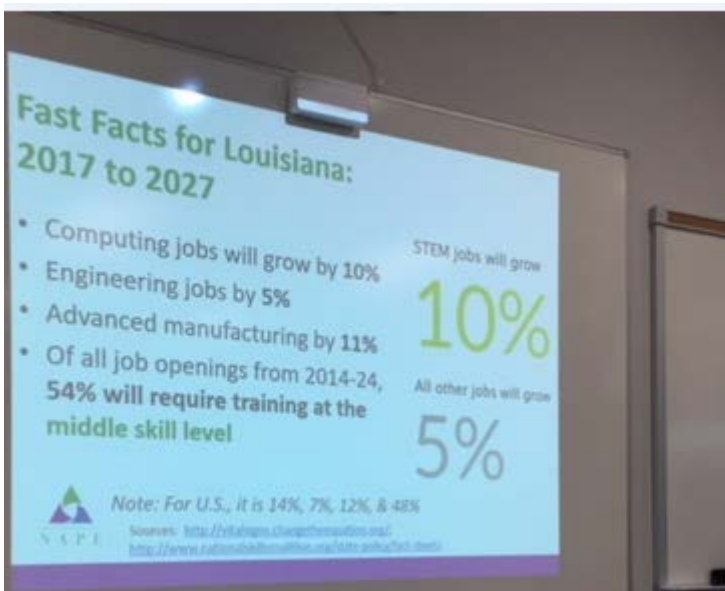 Fast Facts for Louisiana:
2017 to 2027
• Computing jobs will grow by 10%
• Engineering jobs by 5%
• Advanced manufacturing by 11%
• Of all job openings from 2014-24,
54% will require training at the
middle skill level
STEM jobs will grow
10%
All other jobs will grow
5%
Note: For U.S., it is 14%, 7%, 12%, & 48%
NAPE
Sources: